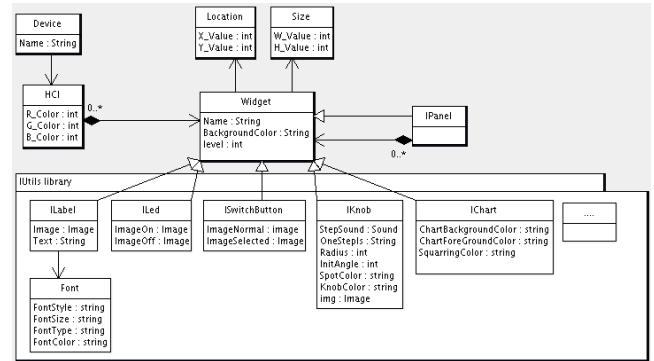 Device
Name : String
Location
X_Value : int
Y_Value : int
Size
W_Value : int
H_Value : int
HCI
R_Color : int
G_Color : int
B_Color : int
0..*
Widget
Name : String
BackgroundColor : String
level : int
IPanel
0..*
IUtils library
ILabel
Image : Image
Text : String
ILed
ImageOn : Image
ImageOff : Image
ISwitchButton
ImageNormal : image
ImageSelected : Image
IKnob
StepSound : Sound
OneStepIs : String
Radius : int
InitAngle : int
SpotColor : string
KnobColor : string
img : Image
IChart
ChartBackgroundColor : string
ChartForeGroundColor : string
SquarringColor : string
....
Font
FontStyle : string
FontSize : string
FontType : string
FontColor : string